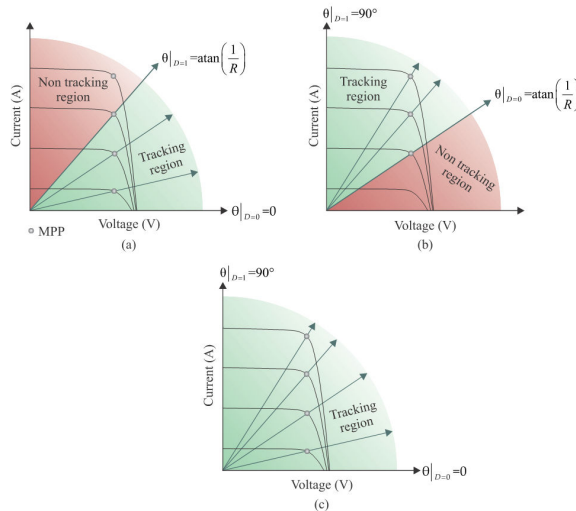 θ|D=1=atan(1/R)
Non tracking
region
Current (A)
Tracking
region
Voltage (V)
θ|D=0=0
MPP
(a)
θ|D=1=90°
Tracking
region
θ|D=0=atan(1/R)
Current (A)
Non tracking
region
Voltage (V)
(b)
θ|D=1=90°
Current (A)
Tracking
region
Voltage (V)
θ|D=0=0
(c)